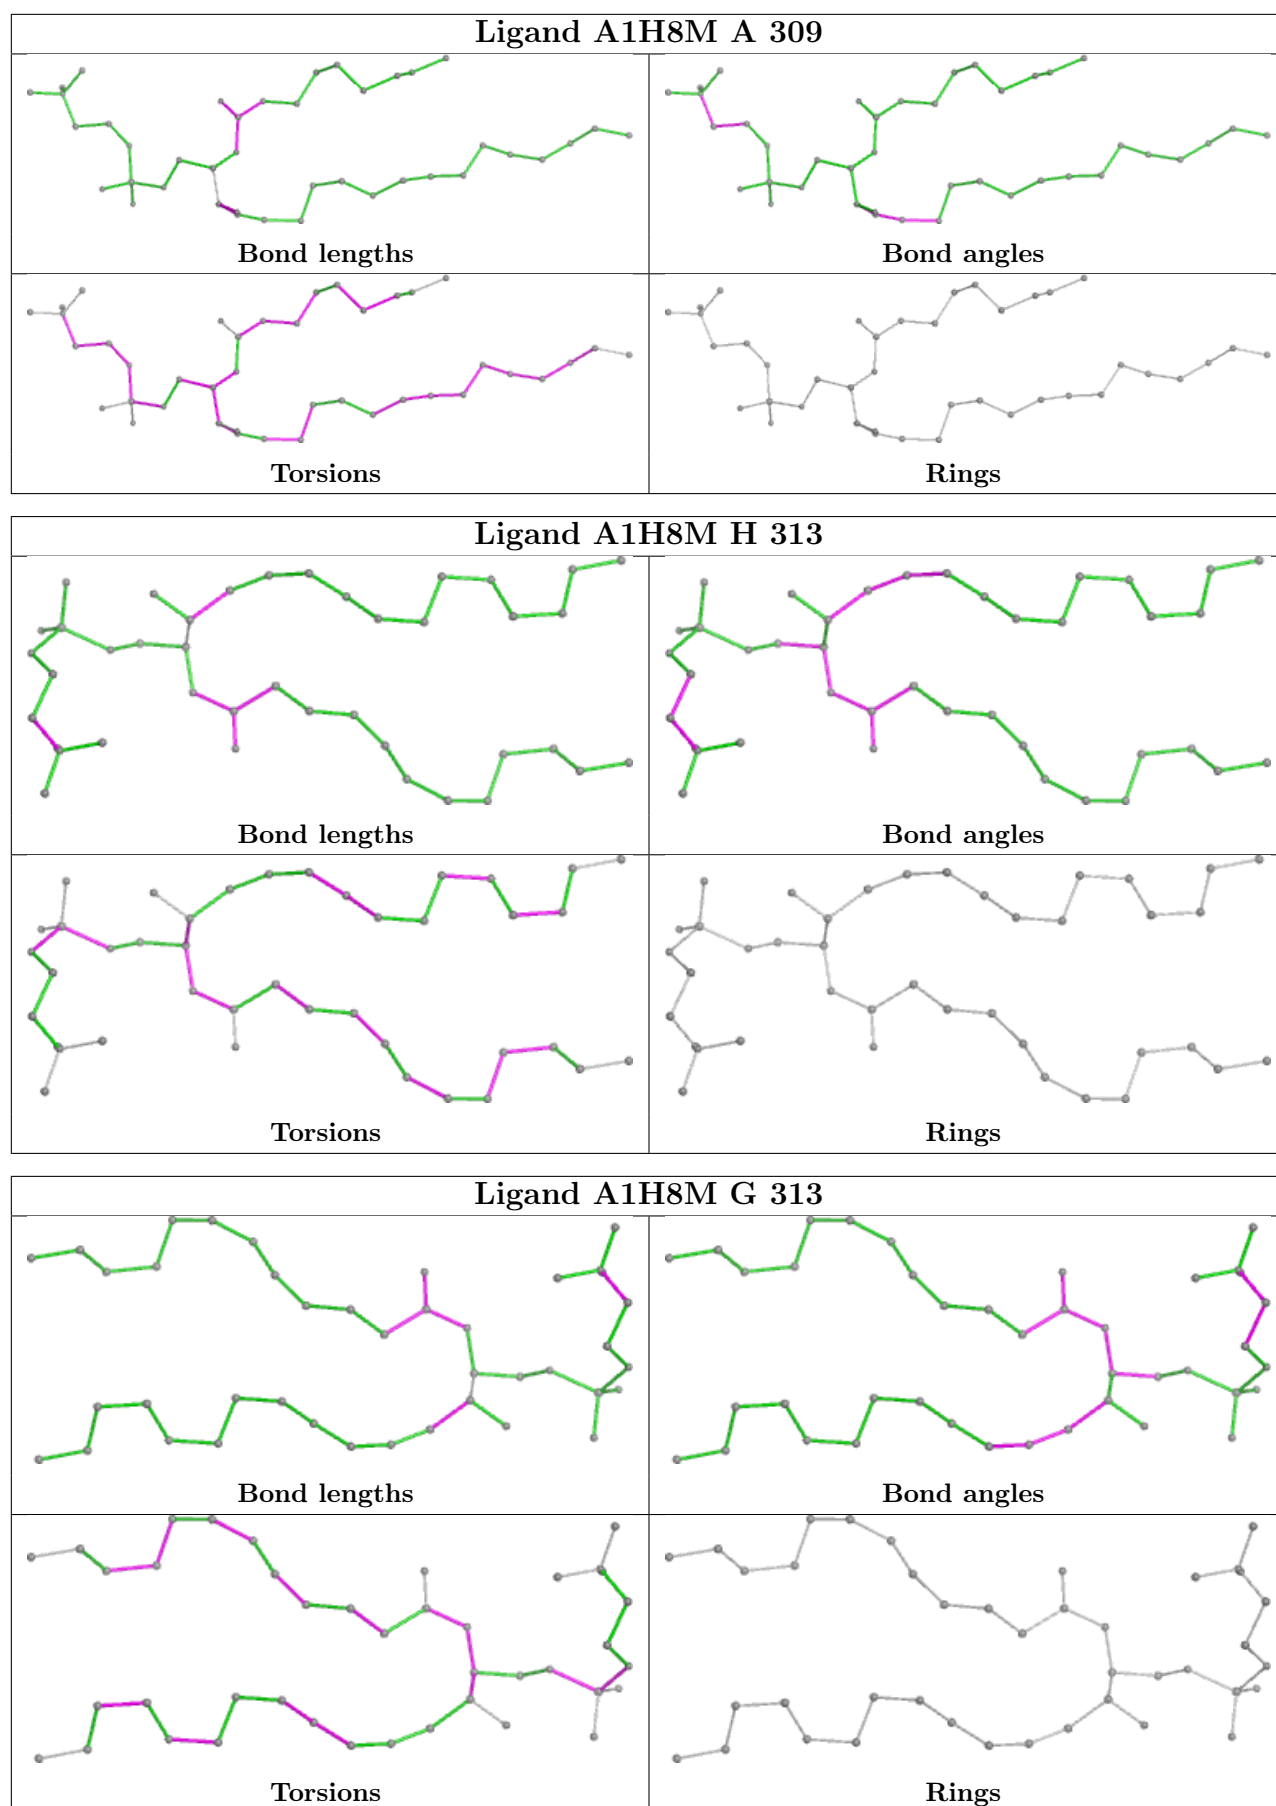 Ligand A1H8M A 309
Bond lengths
Bond angles
Torsions
Rings
Ligand A1H8M H 313
Bond lengths
Bond angles
Torsions
Rings
Ligand A1H8M G 313
Bond lengths
Bond angles
Torsions
Rings